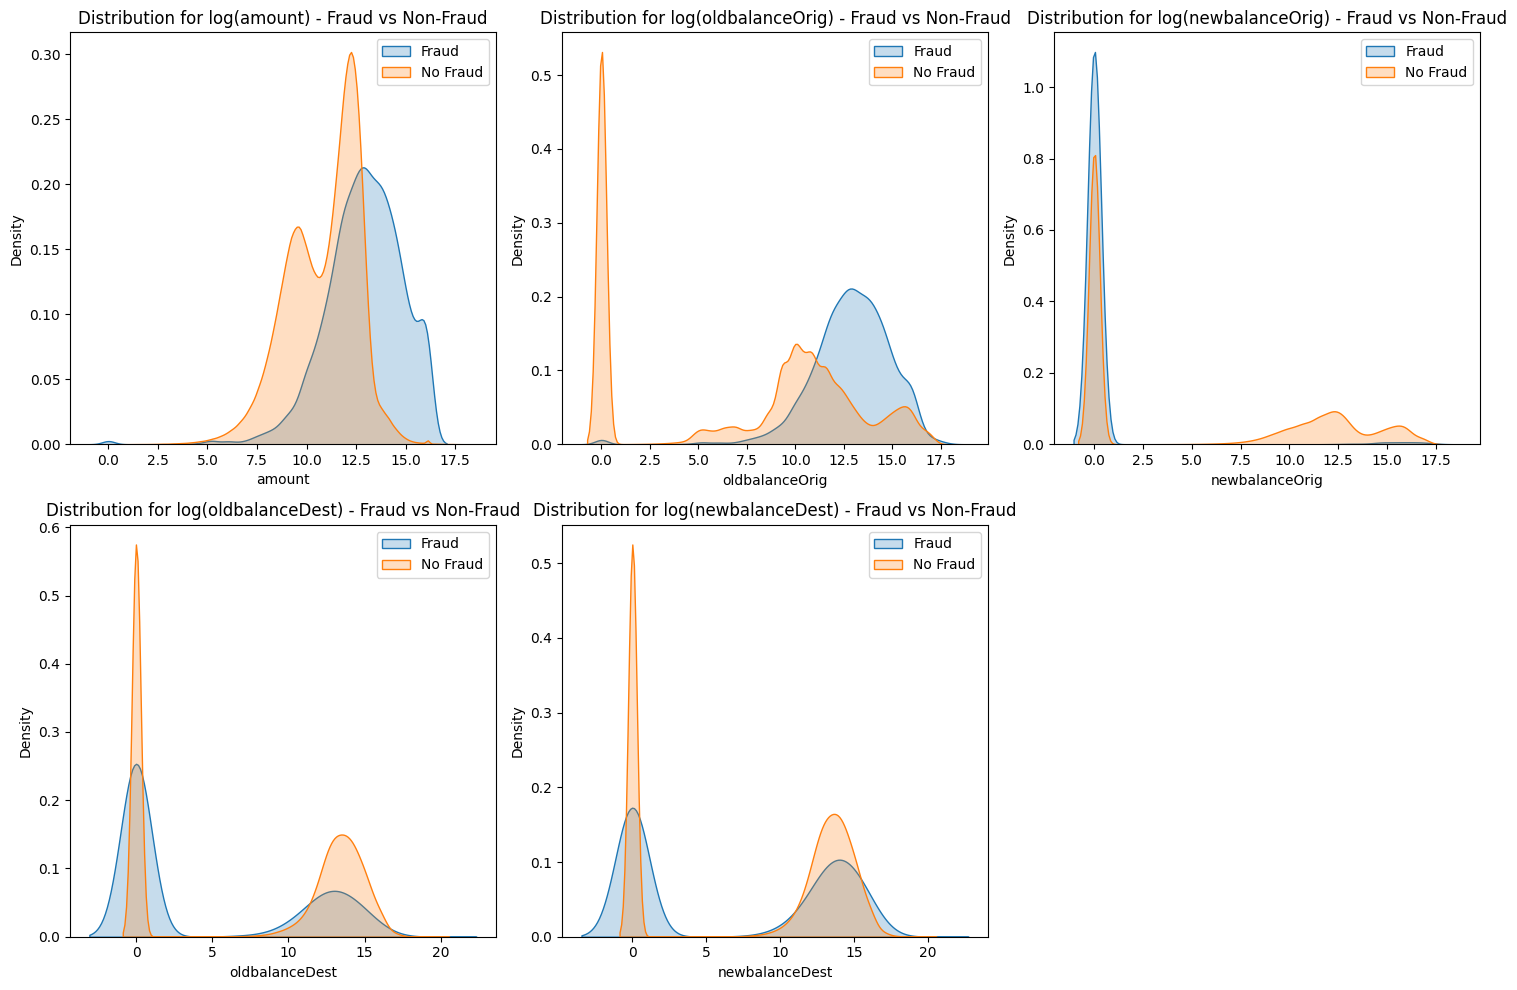 Distribution for log(amount) - Fraud vs Non-Fraud
Density
0.30
0.25
0.20
0.15
0.10
0.05
0.00
Fraud
No Fraud
0.0 2.5 5.0 7.5 10.0 12.5 15.0 17.5
amount
Distribution for log(oldbalanceOrig) - Fraud vs Non-Fraud
Density
0.5
0.4
0.3
0.2
0.1
0.0
Fraud
No Fraud
0.0 2.5 5.0 7.5 10.0 12.5 15.0 17.5
oldbalanceOrig
Distribution for log(newbalanceOrig) - Fraud vs Non-Fraud
Density
1.0
0.8
0.6
0.4
0.2
0.0
Fraud
No Fraud
0.0 2.5 5.0 7.5 10.0 12.5 15.0 17.5
newbalanceOrig
Distribution for log(oldbalanceDest) - Fraud vs Non-Fraud
Density
0.6
0.5
0.4
0.3
0.2
0.1
0.0
Fraud
No Fraud
0 5 10 15 20
oldbalanceDest
Distribution for log(newbalanceDest) - Fraud vs Non-Fraud
Density
0.5
0.4
0.3
0.2
0.1
0.0
Fraud
No Fraud
0 5 10 15 20
newbalanceDest